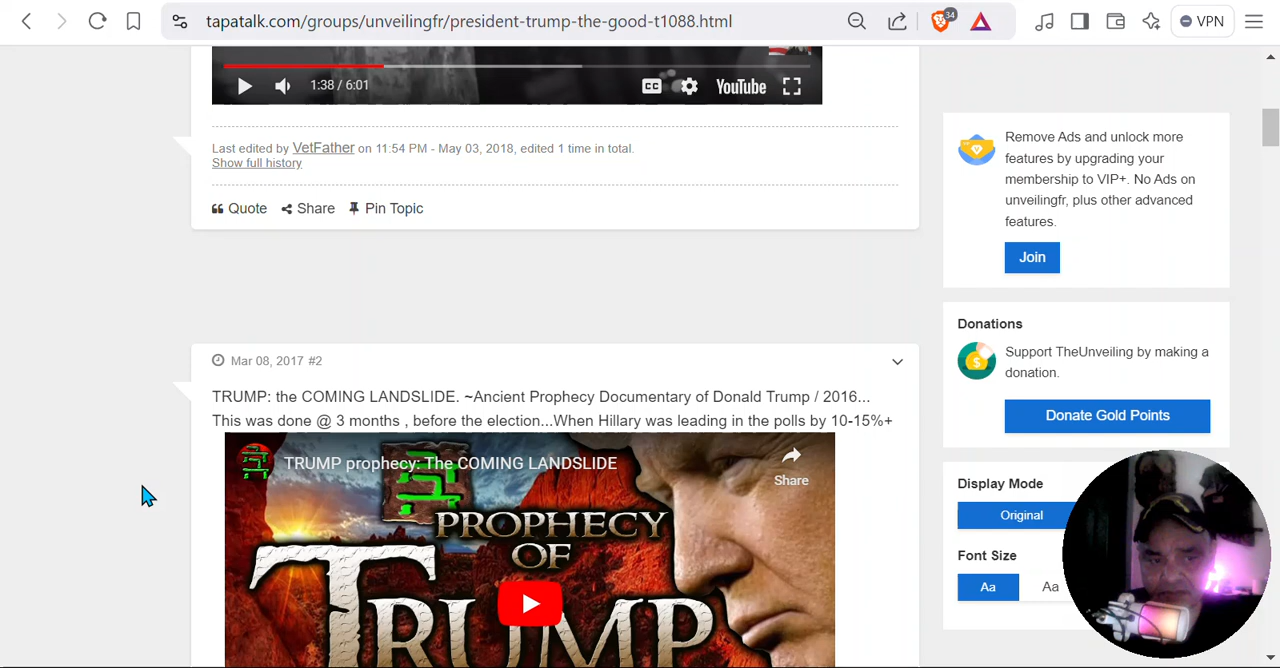 tapatalk.com/groups/unveilingfr/president-trump-the-good-t1088.html
34
VPN
1:38 / 6:01
CC
YouTube
Last edited by VetFather on 11:54 PM - May 03, 2018, edited 1 time in total.
Show full history
Quote Share Pin Topic
Remove Ads and unlock more
features by upgrading your
membership to VIP+. No Ads on
unveilingfr, plus other advanced
features.
Join
Donations
Support TheUnveiling by making a
donation.
Donate Gold Points
Mar 08, 2017 #2
TRUMP: the COMING LANDSLIDE. ~Ancient Prophecy Documentary of Donald Trump / 2016...
This was done @ 3 months , before the election...When Hillary was leading in the polls by 10-15%+
TRUMP prophecy: The COMING LANDSLIDE
Share
PROPHECY
OF
TRUMP
Display Mode
Original
Font Size
Aa Aa